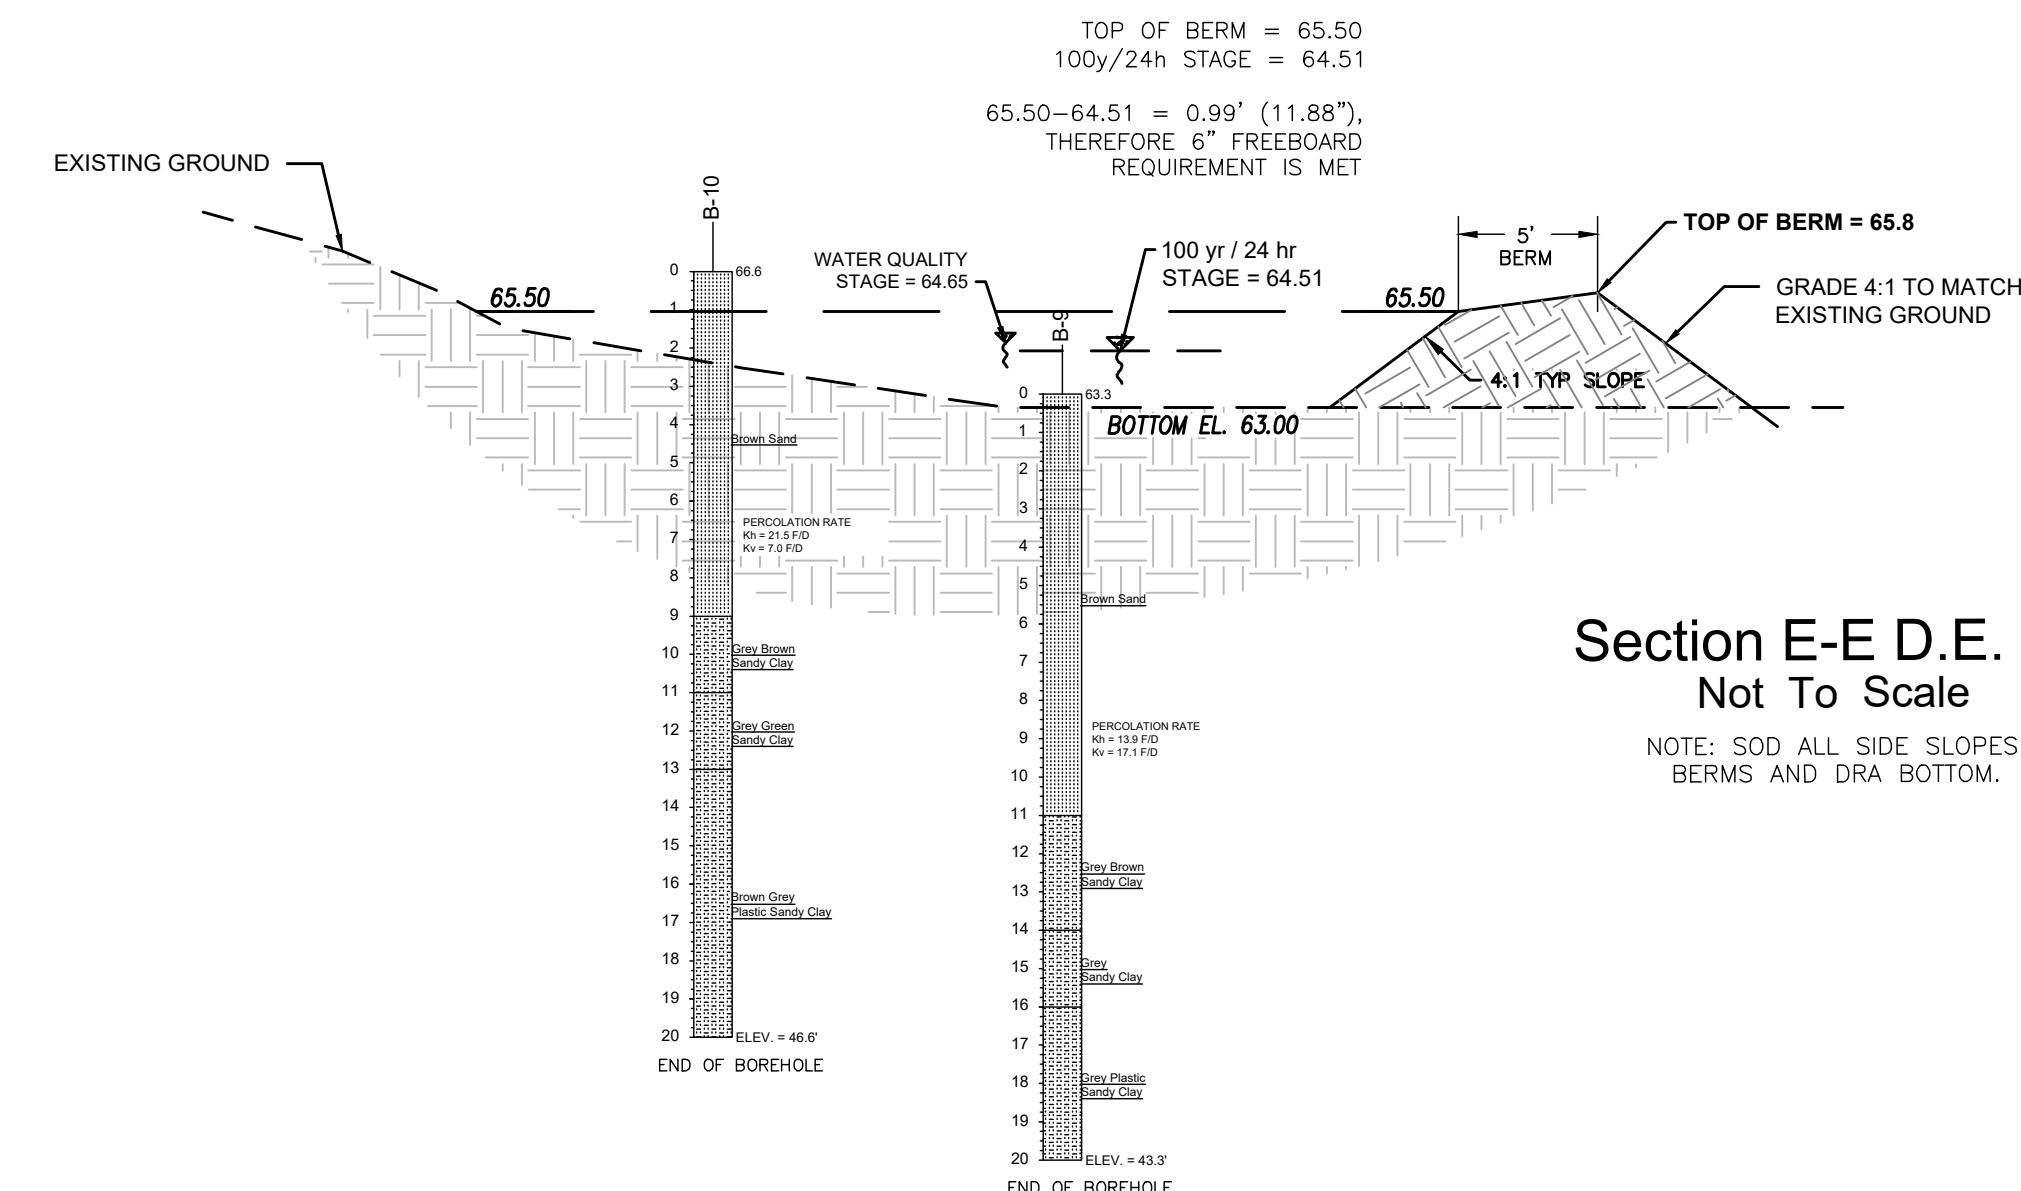 TOP OF BERM = 65.50
100y/24h STAGE = 64.51
65.50-64.51 = 0.99' (11.88"),
THEREFORE 6" FREEBOARD
REQUIREMENT IS MET
EXISTING GROUND
B-10
0
66.6
1
2
3
4
5
6
7
8
9
10
11
12
13
14
15
16
17
18
19
20
Brown Sand
PERCOLATION RATE
Kh = 21.5 F/D
Kv = 7.0 F/D
Grey Brown
Sandy Clay
Grey Green
Sandy Clay
Brown Grey
Plastic Sandy Clay
ELEV. = 46.6'
END OF BOREHOLE
65.50
WATER QUALITY
STAGE = 64.65
100 yr / 24 hr
STAGE = 64.51
65.50
5'
BERM
TOP OF BERM = 65.8
GRADE 4:1 TO MATCH
EXISTING GROUND
4:1 TYP SLOPE
BOTTOM EL. 63.00
B-9
0
63.3
1
2
3
4
5
6
7
8
9
10
11
12
13
14
15
16
17
18
19
20
Brown Sand
PERCOLATION RATE
Kh = 13.9 F/D
Kv = 17.1 F/D
Grey Brown
Sandy Clay
Grey
Sandy Clay
Grey Plastic
Sandy Clay
ELEV. = 43.3'
END OF BOREHOLE
Section E-E D.E.
Not To Scale
NOTE: SOD ALL SIDE SLOPES
BERMS AND DRA BOTTOM.